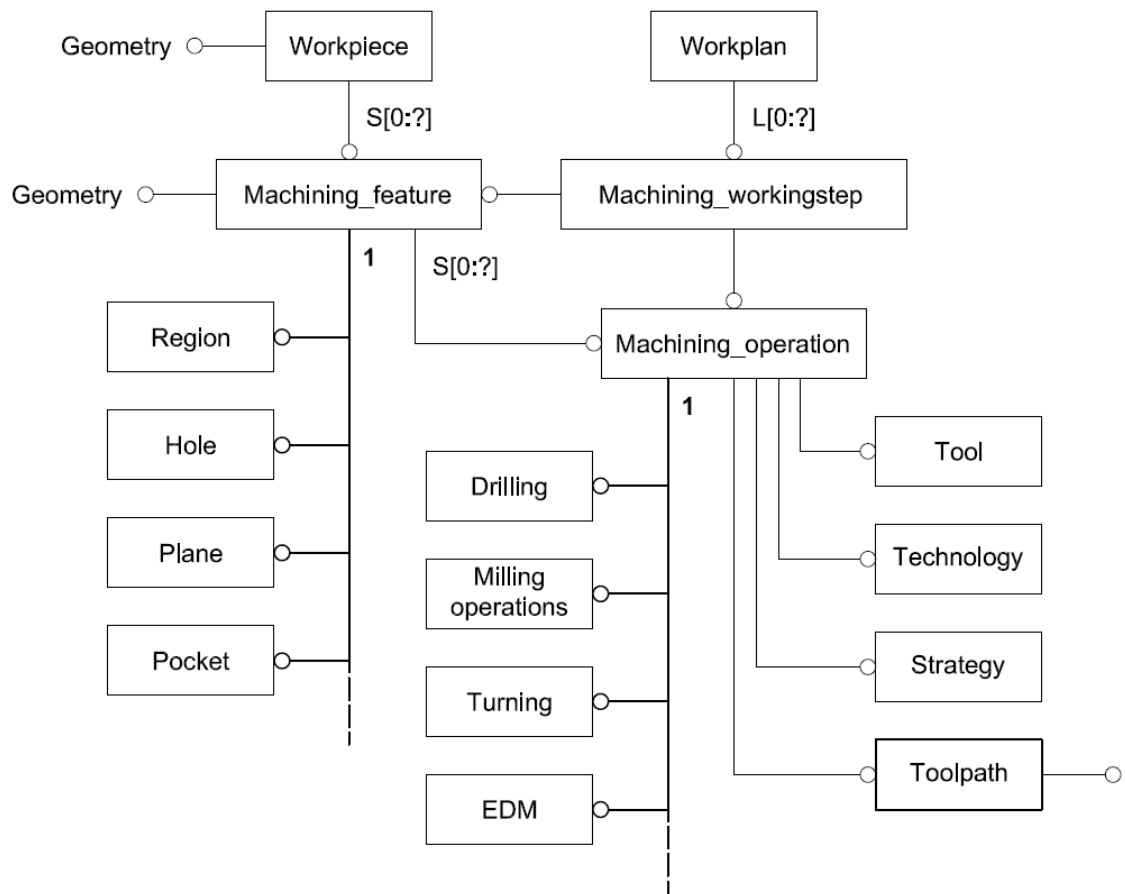 Geometry
Workpiece
Workplan
S[0:?]
L[0:?]
Geometry
Machining_feature
Machining_workingstep
1
S[0:?]
Region
Machining_operation
1
Hole
Tool
Drilling
Plane
Technology
Milling
operations
Pocket
Strategy
Turning
Toolpath
EDM